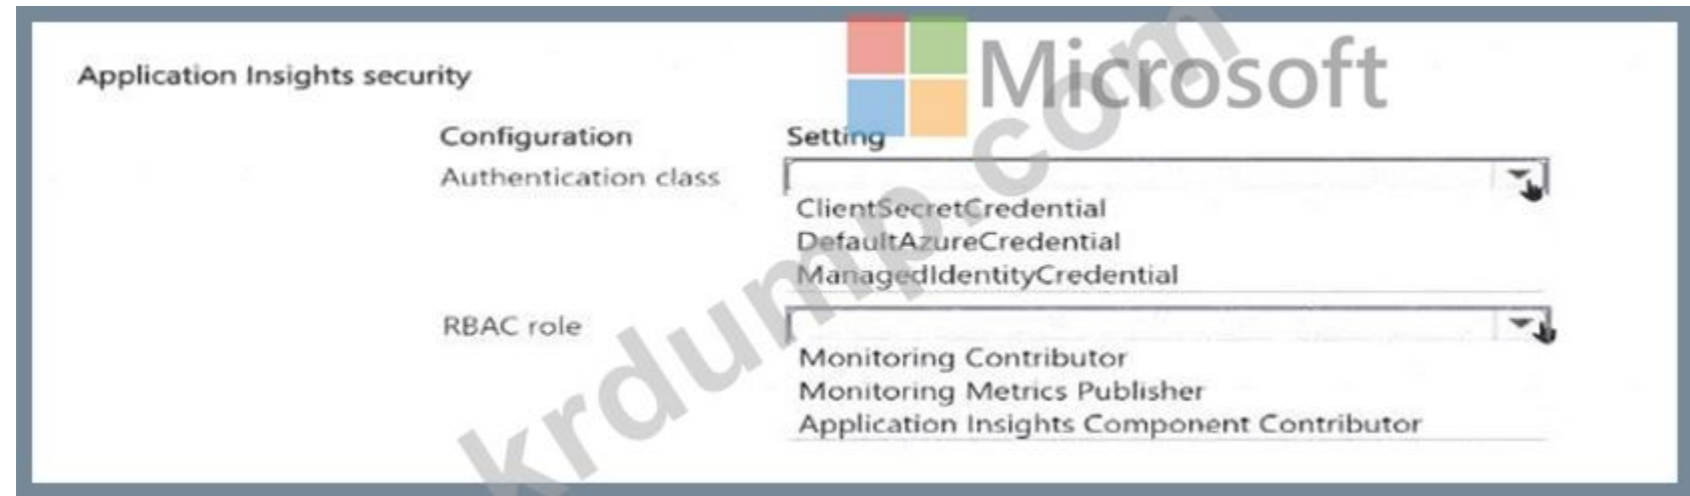 Microsoft
Application Insights security
Configuration Setting
Authentication class
ClientSecretCredential
DefaultAzureCredential
ManagedIdentityCredential
RBAC role
Monitoring Contributor
Monitoring Metrics Publisher
Application Insights Component Contributor
krdump.com